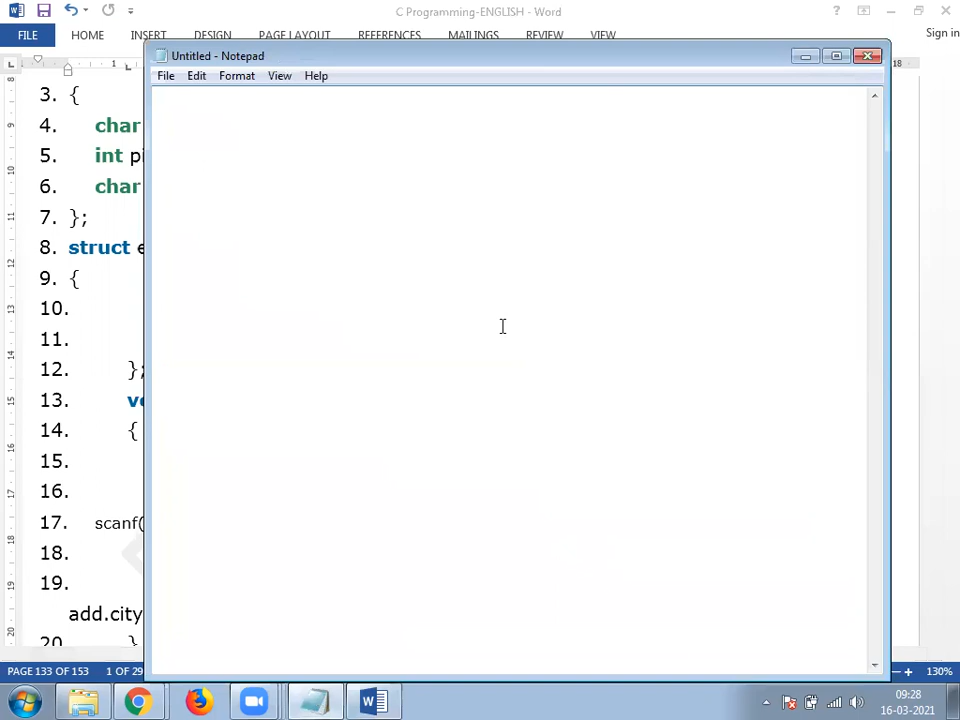 C Programming-ENGLISH - Word
FILE HOME INSERT DESIGN PAGE LAYOUT REFERENCES MAILINGS REVIEW VIEW Sign in
Untitled - Notepad
File Edit Format View Help
1
18
3. {
4. char
5. int
6. char
7. };
8. struct
9. {
10.
11.
12. };
13.
14. {
15.
16.
17. scanf(
18.
19.
add.city
20. }
PAGE 133 OF 153 130%
09:28
16-03-2021